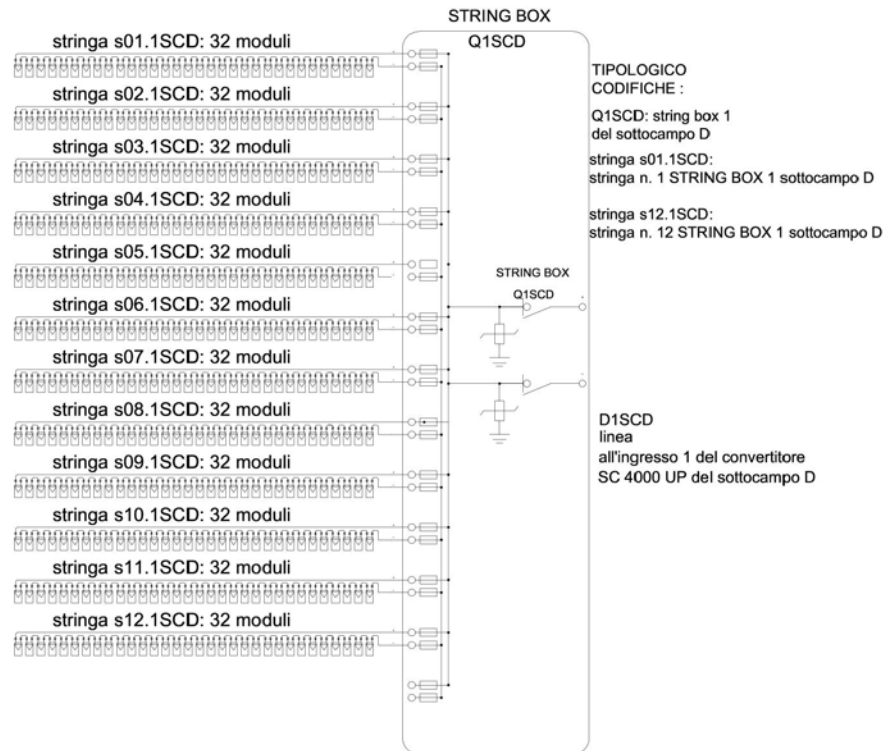 STRING BOX
Q1SCD
stringa s01.1SCD: 32 moduli
stringa s02.1SCD: 32 moduli
stringa s03.1SCD: 32 moduli
stringa s04.1SCD: 32 moduli
stringa s05.1SCD: 32 moduli
stringa s06.1SCD: 32 moduli
stringa s07.1SCD: 32 moduli
stringa s08.1SCD: 32 moduli
stringa s09.1SCD: 32 moduli
stringa s10.1SCD: 32 moduli
stringa s11.1SCD: 32 moduli
stringa s12.1SCD: 32 moduli
STRING BOX
Q1SCD
TIPOLOGICO
CODIFICHE :
Q1SCD: string box 1
del sottocampo D
stringa s01.1SCD:
stringa n. 1 STRING BOX 1 sottocampo D
stringa s12.1SCD:
stringa n. 12 STRING BOX 1 sottocampo D
D1SCD
linea
all'ingresso 1 del convertitore
SC 4000 UP del sottocampo D